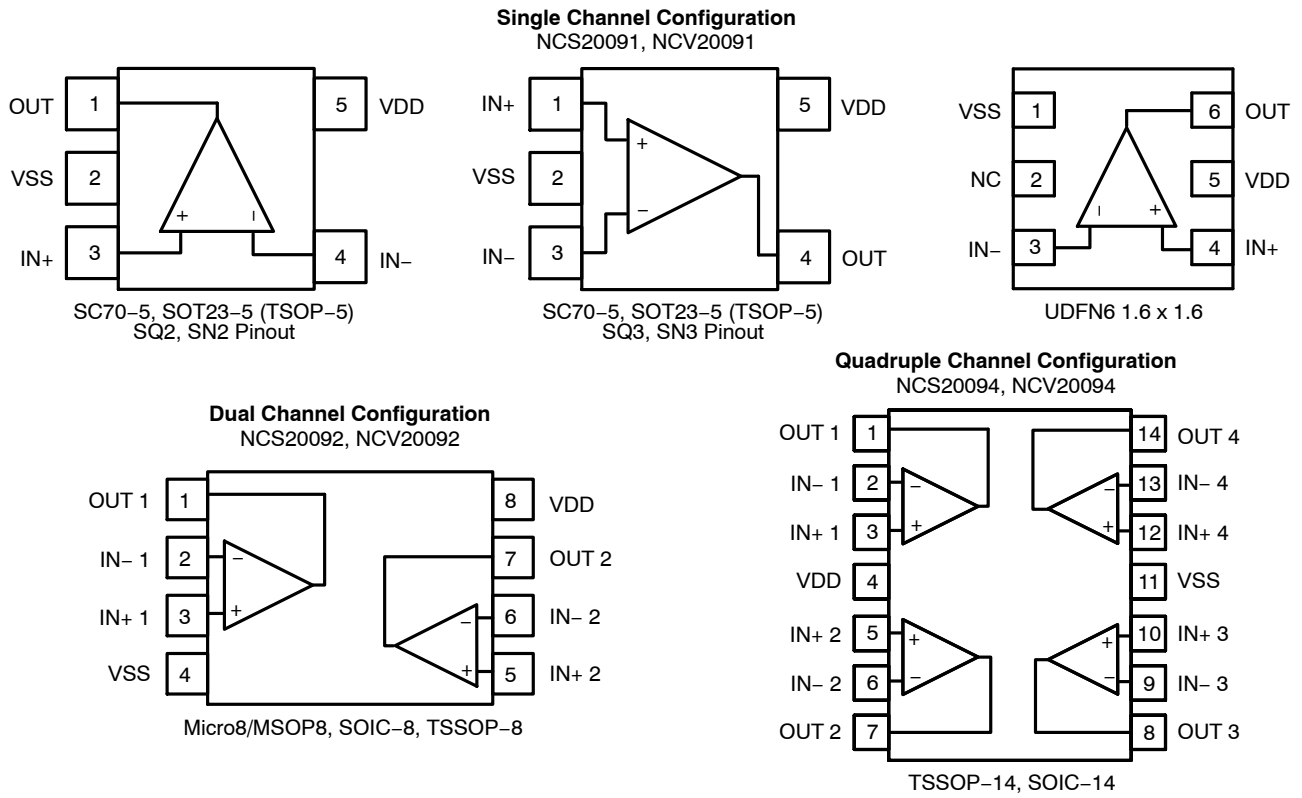 Single Channel Configuration
NCS20091, NCV20091
OUT 1 5 VDD
VSS 2
IN+ 3 4 IN−
+ −
SC70−5, SOT23−5 (TSOP−5)
SQ2, SN2 Pinout
IN+ 1 5 VDD
+
VSS 2
−
IN− 3 4 OUT
SC70−5, SOT23−5 (TSOP−5)
SQ3, SN3 Pinout
VSS 1 6 OUT
NC 2 5 VDD
− +
IN− 3 4 IN+
UDFN6 1.6 x 1.6
Dual Channel Configuration
NCS20092, NCV20092
OUT 1 1 8 VDD
IN− 1 2 − 7 OUT 2
IN+ 1 3 + − 6 IN− 2
VSS 4 + 5 IN+ 2
Micro8/MSOP8, SOIC−8, TSSOP−8
Quadruple Channel Configuration
NCS20094, NCV20094
OUT 1 1 14 OUT 4
IN− 1 2 − − 13 IN− 4
IN+ 1 3 + + 12 IN+ 4
VDD 4 11 VSS
IN+ 2 5 + + 10 IN+ 3
IN− 2 6 − − 9 IN− 3
OUT 2 7 8 OUT 3
TSSOP−14, SOIC−14